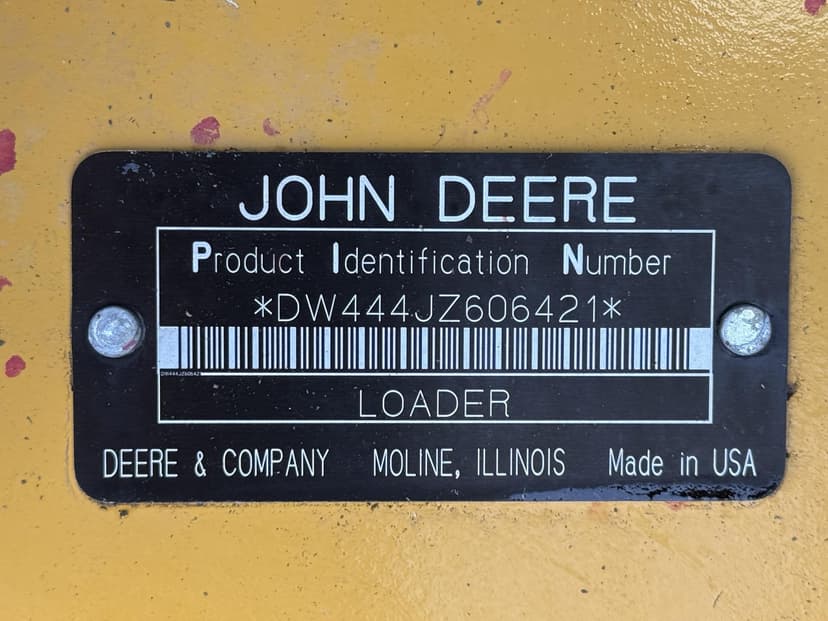 JOHN DEERE
Product Identification Number
*DW444JZ606421*
LOADER
DEERE & COMPANY MOLINE, ILLINOIS Made in USA